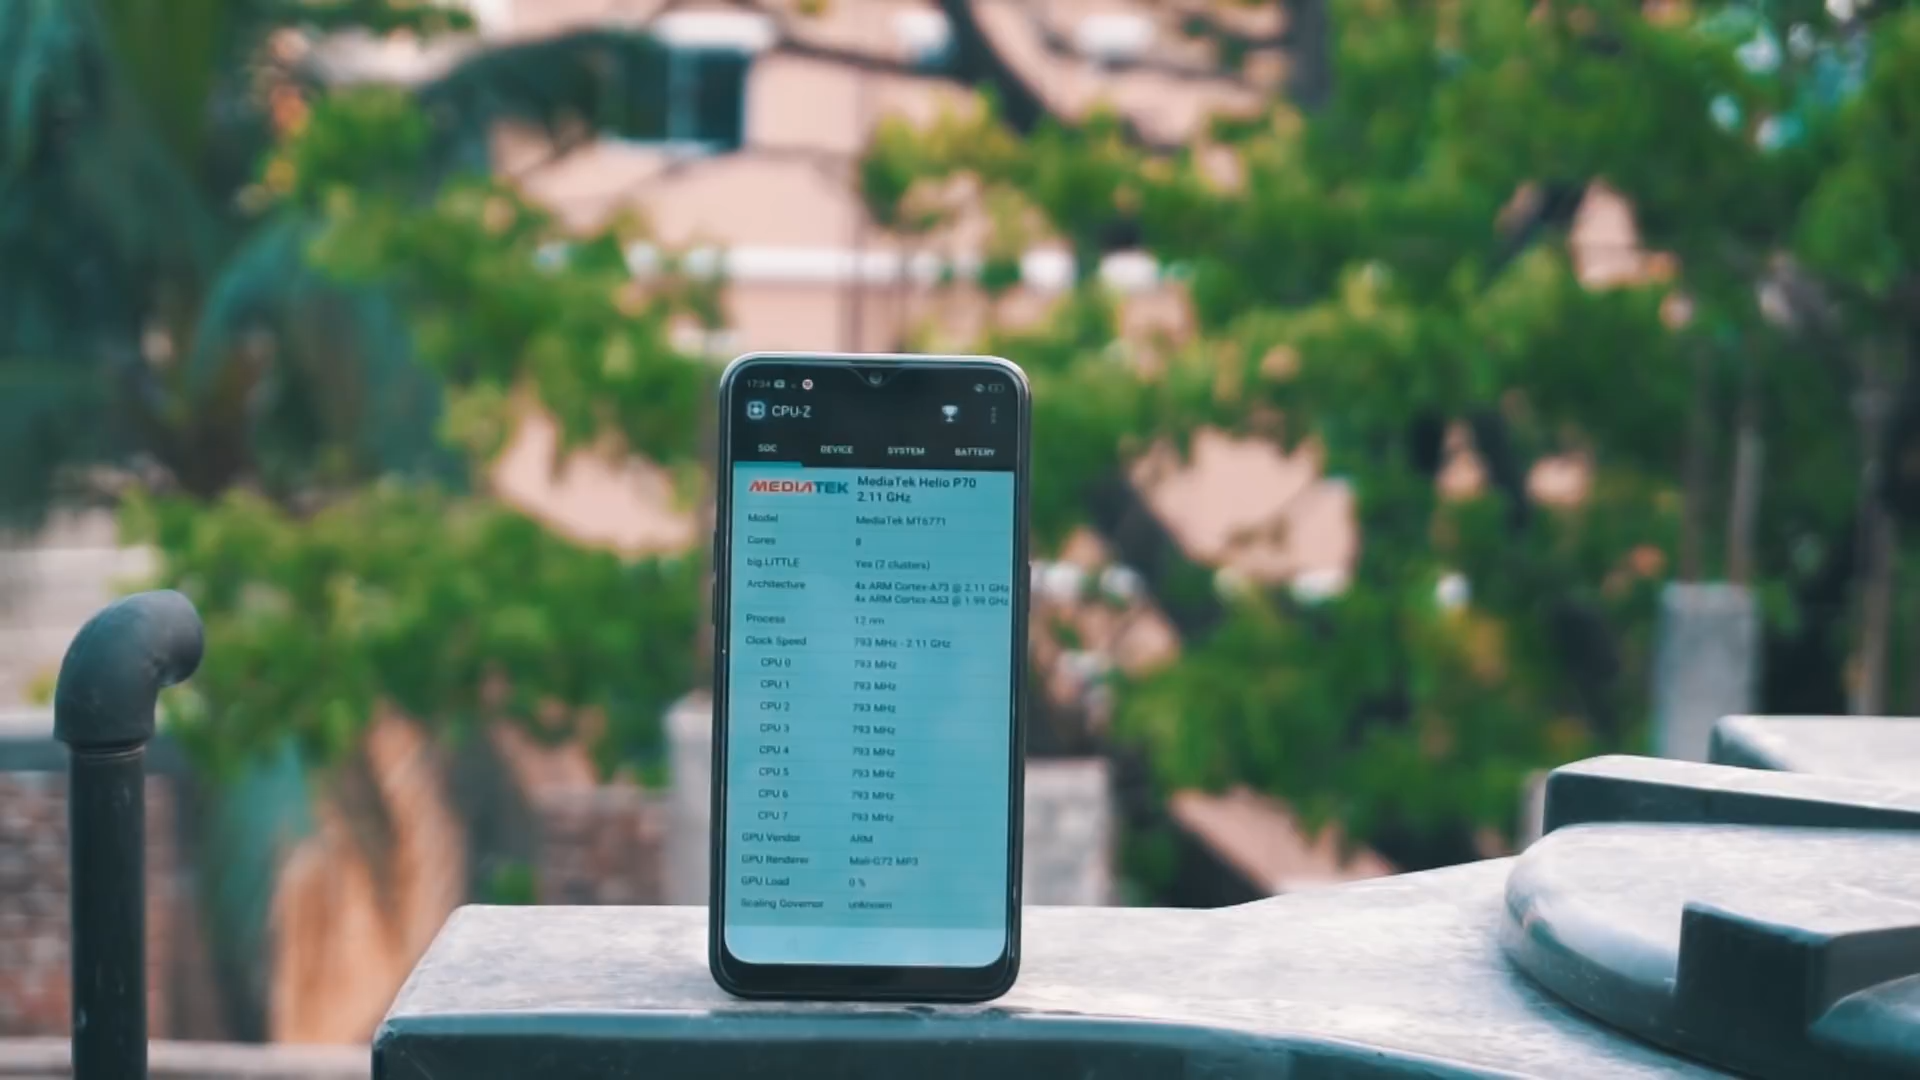 17:34
CPU-Z
SOC DEVICE SYSTEM BATTERY
MEDIATEK MediaTek Helio P70
2.11 GHz
Model MediaTek MT6771
Cores 8
big.LITTLE Yes (2 clusters)
Architecture 4x ARM Cortex-A73 @ 2.11 GHz
4x ARM Cortex-A53 @ 1.99 GHz
Process 12 nm
Clock Speed 793 MHz - 2.11 GHz
CPU 0 793 MHz
CPU 1 793 MHz
CPU 2 793 MHz
CPU 3 793 MHz
CPU 4 793 MHz
CPU 5 793 MHz
CPU 6 793 MHz
CPU 7 793 MHz
GPU Vendor ARM
GPU Renderer Mali-G72 MP3
GPU Load 0 %
Scaling Governor unknown